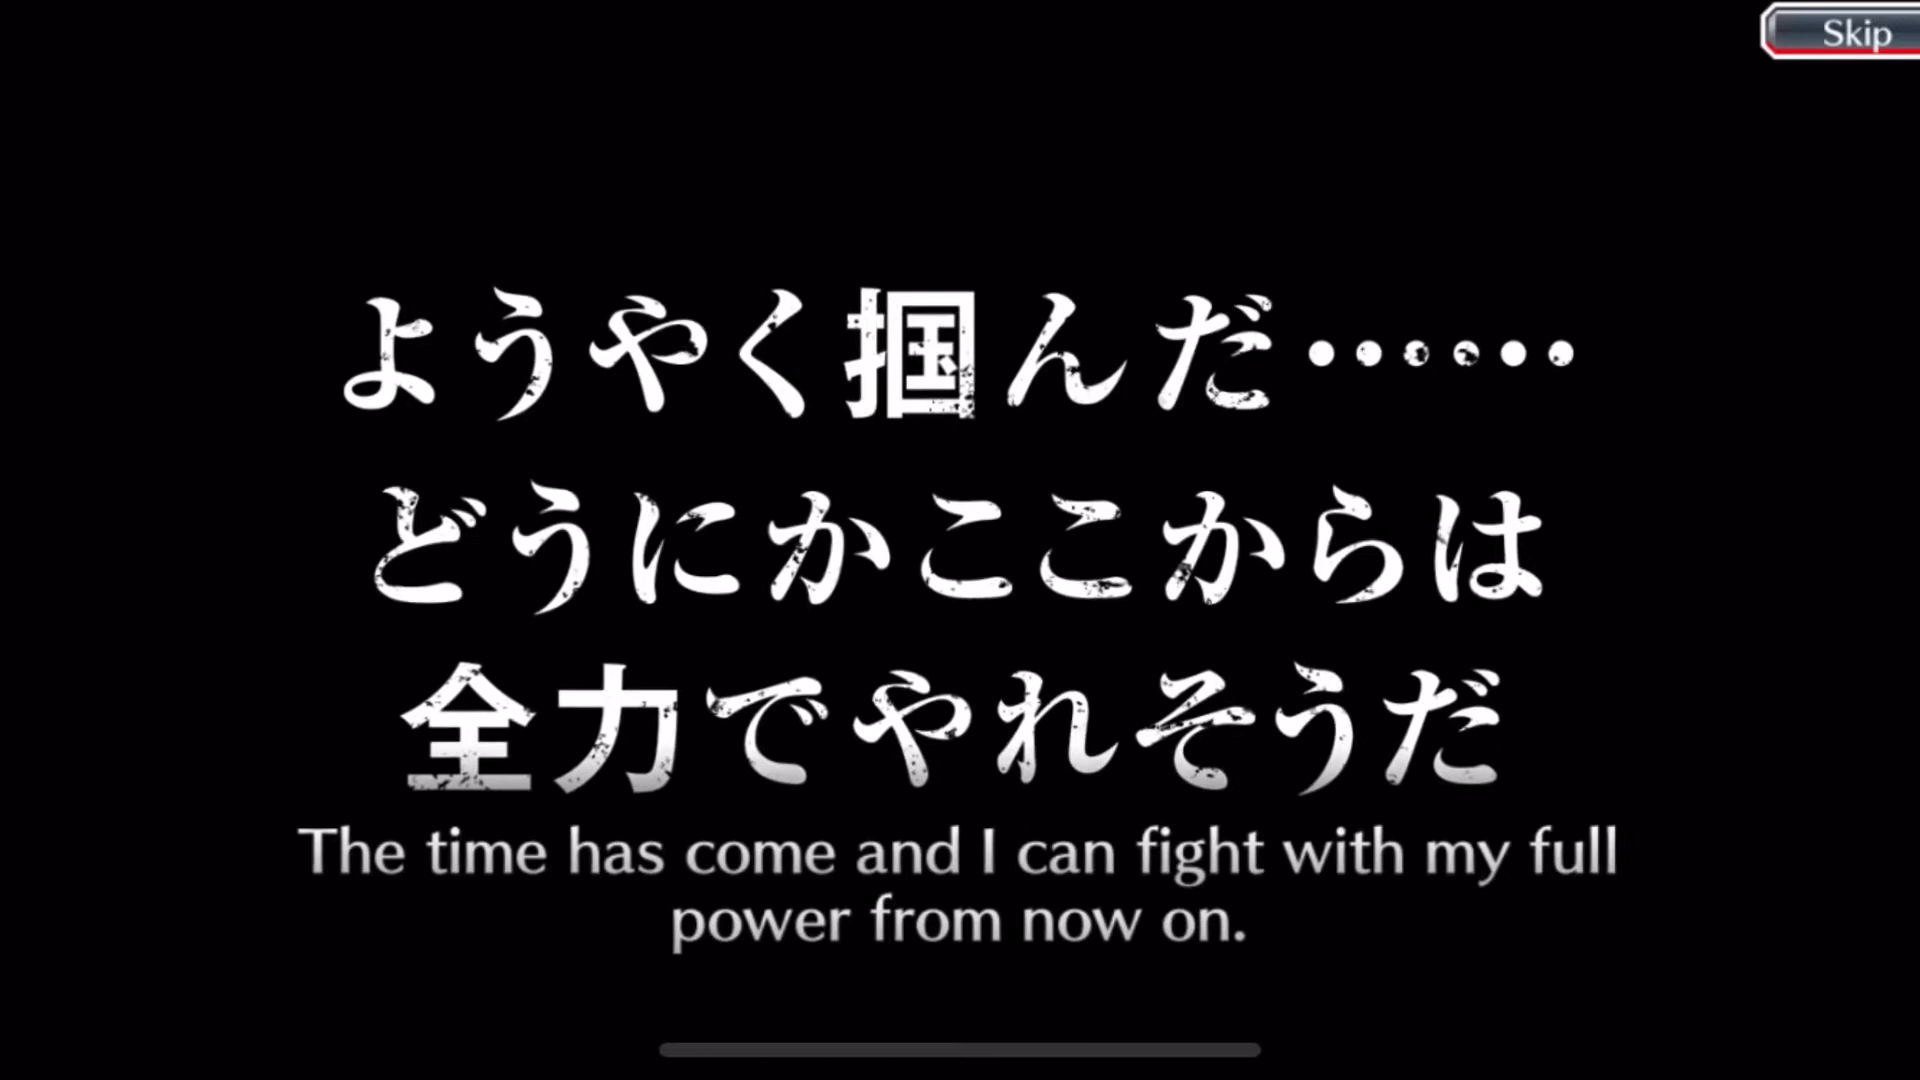 Skip
ようやく掴んだ……
どうにかここからは
全力でやれそうだ
The time has come and I can fight with my full
power from now on.